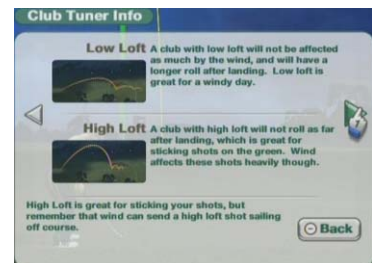 Club Tuner Info
Low Loft
A club with low loft will not be affected
as much by the wind, and will have a
longer roll after landing. Low loft is
great for a windy day.
High Loft
A club with high loft will not roll as far
after landing, which is great for
sticking shots on the green. Wind
affects these shots heavily though.
High Loft is great for sticking your shots, but
remember that wind can send a high loft shot sailing
off course.
Back